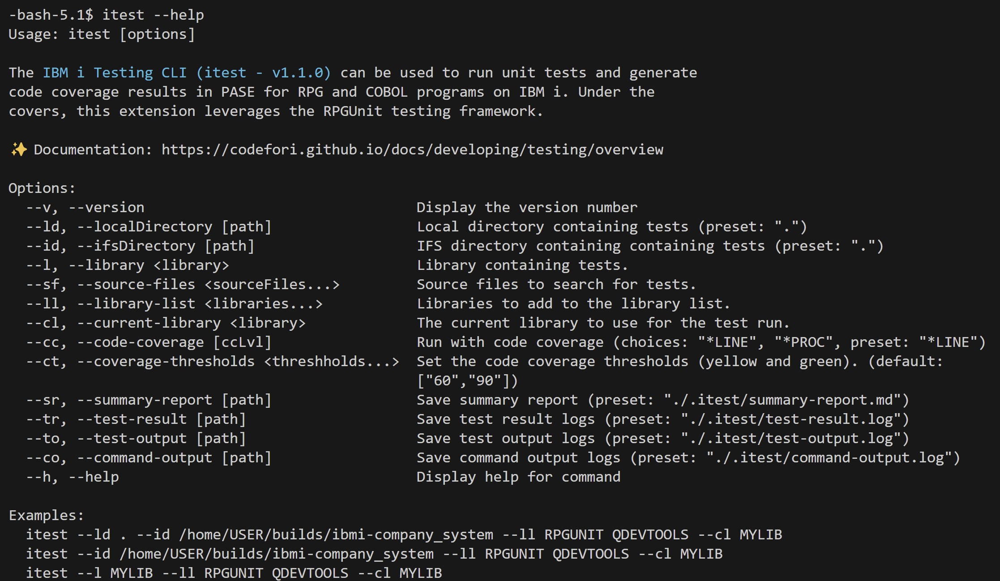 -bash-5.1$ itest --help
Usage: itest [options]
The IBM i Testing CLI (itest - v1.1.0) can be used to run unit tests and generate
code coverage results in PASE for RPG and COBOL programs on IBM i. Under the
covers, this extension leverages the RPGUnit testing framework.
✨ Documentation: https://codefori.github.io/docs/developing/testing/overview
Options:
--v, --version Display the version number
--ld, --localDirectory [path] Local directory containing tests (preset: ".")
--id, --ifsDirectory [path] IFS directory containing containing tests (preset: ".")
--l, --library <library> Library containing tests.
--sf, --source-files <sourceFiles...> Source files to search for tests.
--ll, --library-list <libraries...> Libraries to add to the library list.
--cl, --current-library <library> The current library to use for the test run.
--cc, --code-coverage [ccLvl] Run with code coverage (choices: "*LINE", "*PROC", preset: "*LINE")
--ct, --coverage-thresholds <threshholds...> Set the code coverage thresholds (yellow and green). (default:
["60","90"])
--sr, --summary-report [path] Save summary report (preset: "./.itest/summary-report.md")
--tr, --test-result [path] Save test result logs (preset: "./.itest/test-result.log")
--to, --test-output [path] Save test output logs (preset: "./.itest/test-output.log")
--co, --command-output [path] Save command output logs (preset: "./.itest/command-output.log")
--h, --help Display help for command
Examples:
itest --ld . --id /home/USER/builds/ibmi-company_system --ll RPGUNIT QDEVTOOLS --cl MYLIB
itest --id /home/USER/builds/ibmi-company_system --ll RPGUNIT QDEVTOOLS --cl MYLIB
itest --l MYLIB --ll RPGUNIT QDEVTOOLS --cl MYLIB